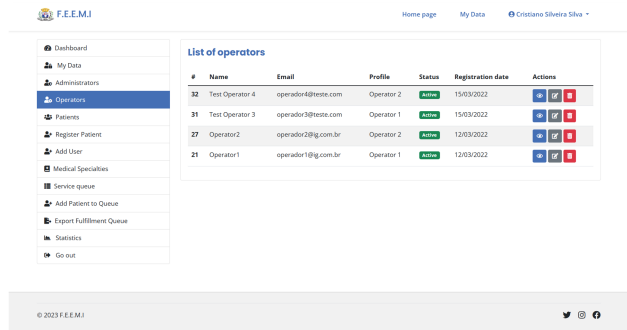 F.E.E.M.I
Home page My Data Cristiano Silveira Silva
Dashboard
My Data
Administrators
Operators
Patients
Register Patient
Add User
Medical Specialties
Service queue
Add Patient to Queue
Export Fulfillment Queue
Statistics
Go out
List of operators
# Name Email Profile Status Registration date Actions
32 Test Operator 4 operador4@teste.com Operator 2 Active 15/03/2022
31 Test Operator 3 operador3@teste.com Operator 1 Active 15/03/2022
27 Operator2 operador2@ig.com.br Operator 2 Active 12/03/2022
21 Operator1 operador1@ig.com.br Operator 1 Active 12/03/2022
© 2023 F.E.E.M.I